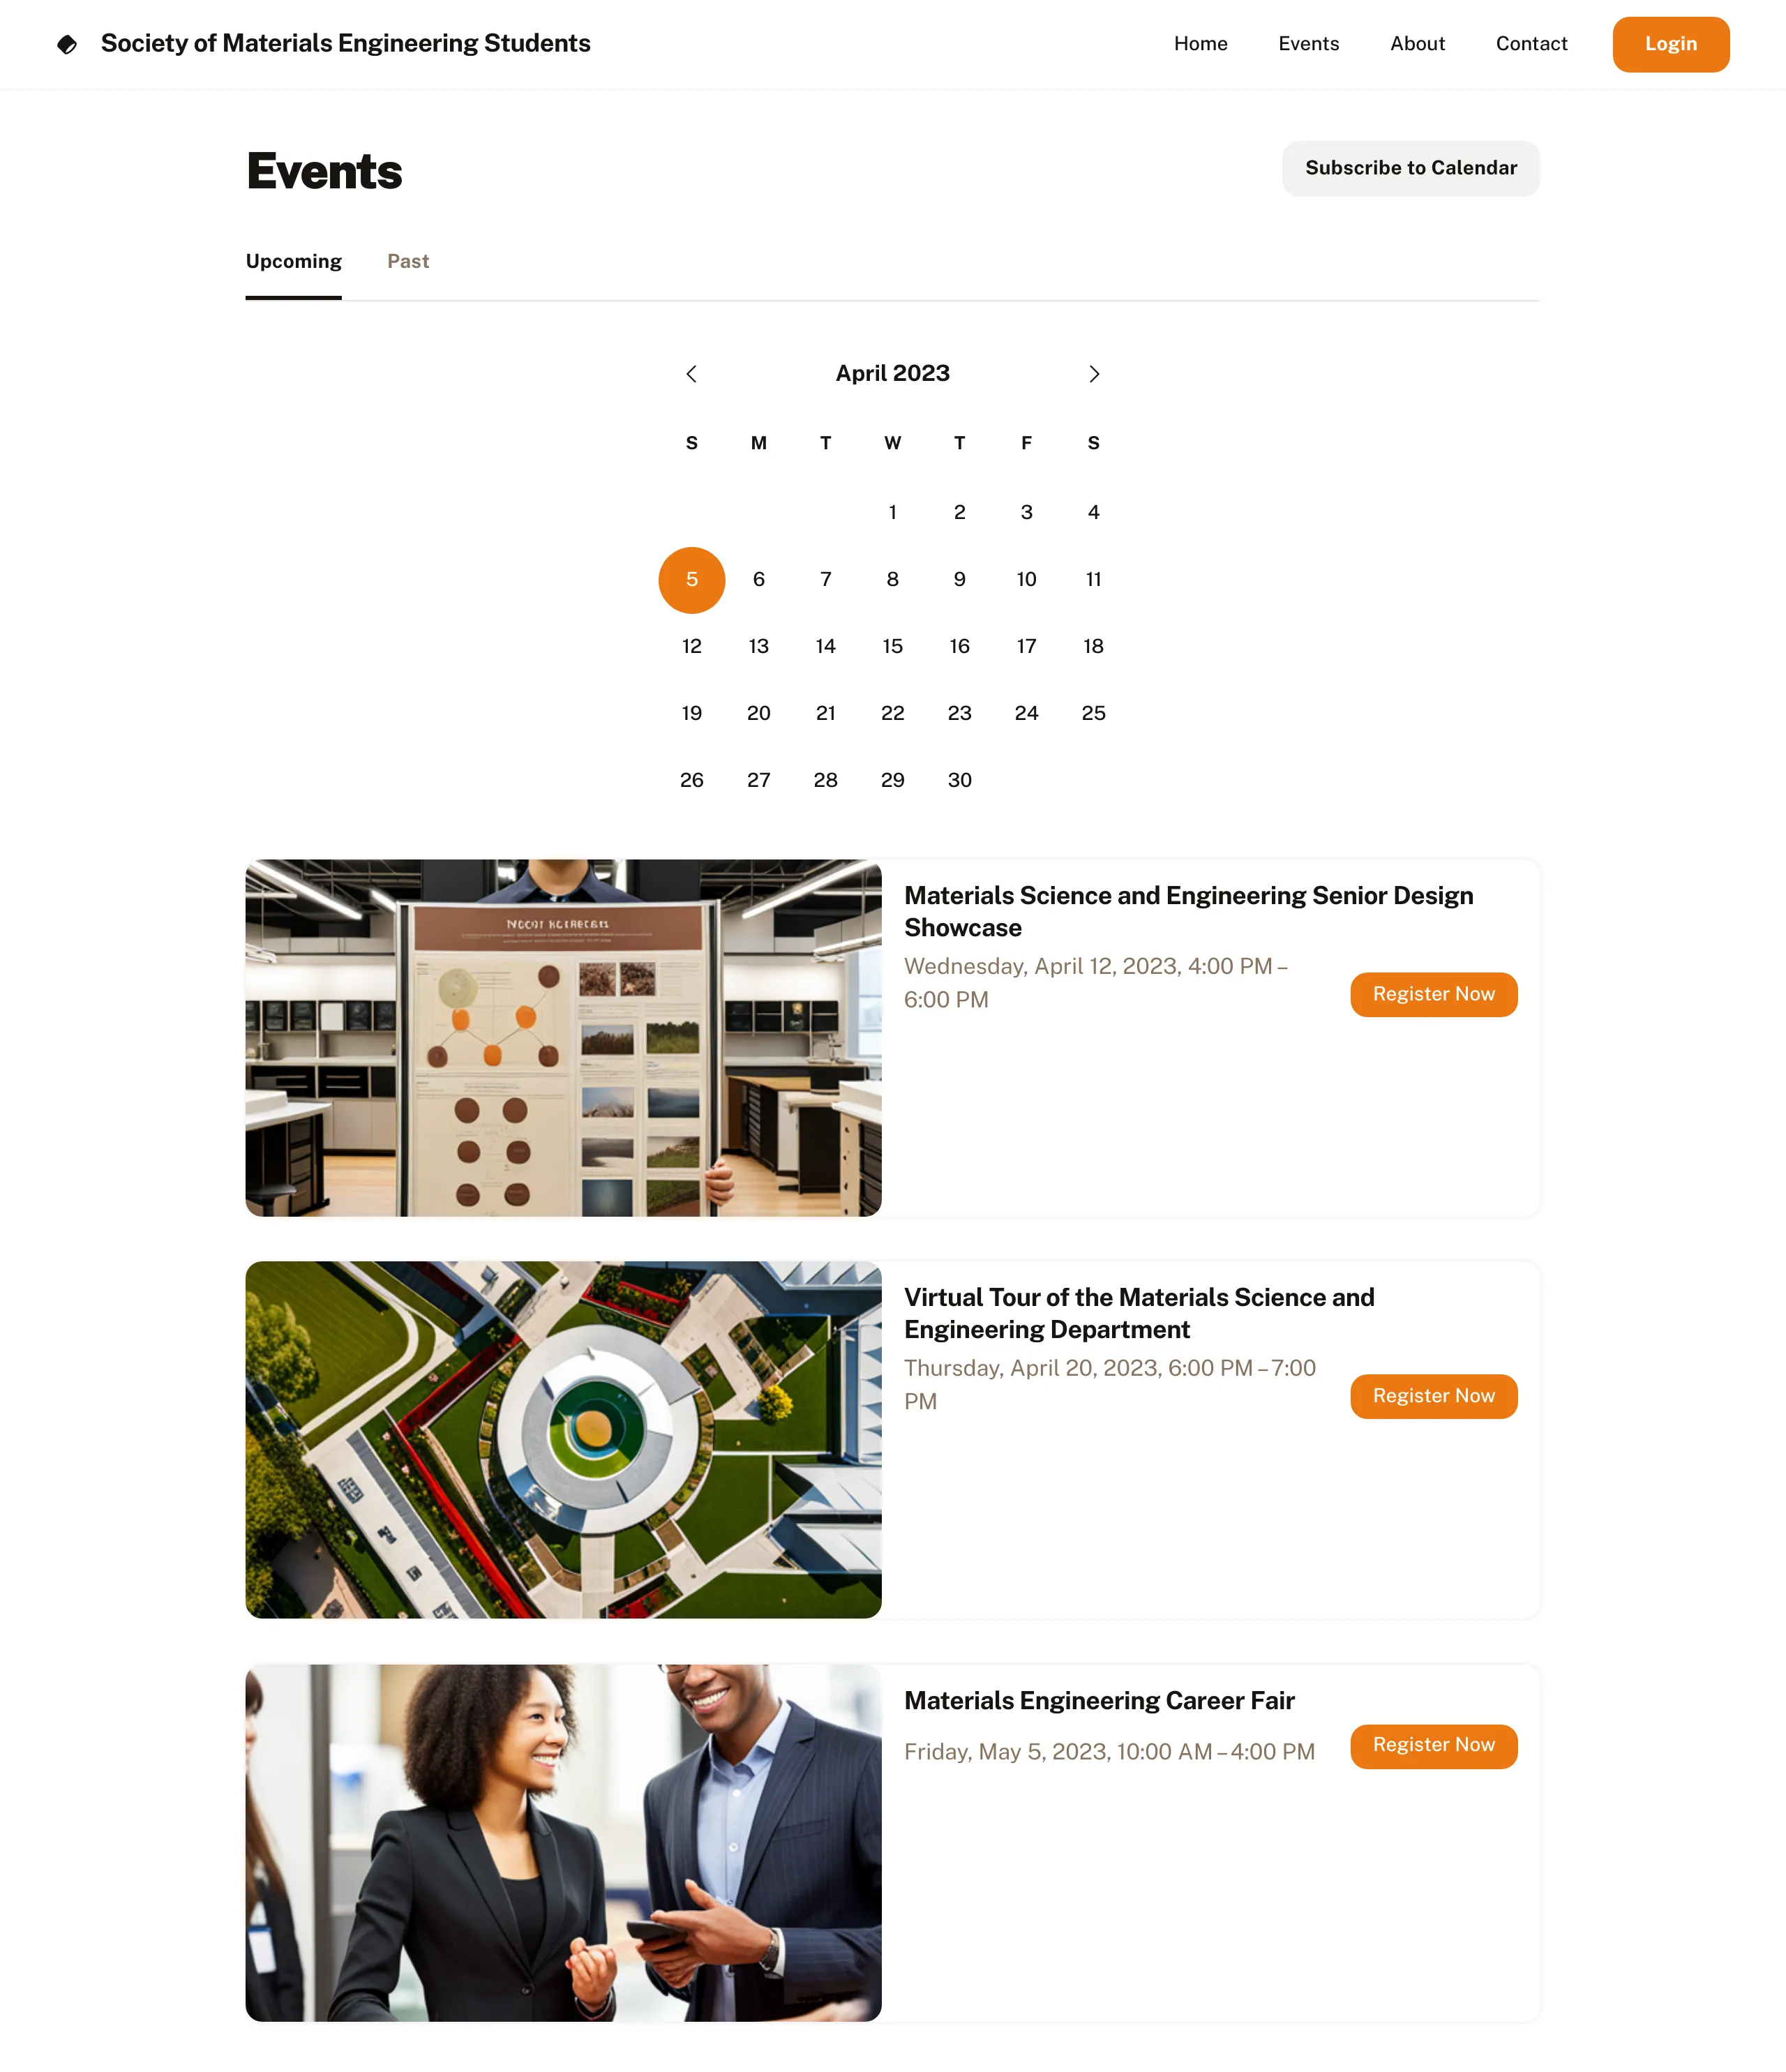 Society of Materials Engineering Students
Home Events About Contact Login
Events
Subscribe to Calendar
Upcoming Past
April 2023
S M T W T F S
1 2 3 4
5 6 7 8 9 10 11
12 13 14 15 16 17 18
19 20 21 22 23 24 25
26 27 28 29 30
Materials Science and Engineering Senior Design
Showcase
Wednesday, April 12, 2023, 4:00 PM –
6:00 PM
Register Now
Virtual Tour of the Materials Science and
Engineering Department
Thursday, April 20, 2023, 6:00 PM – 7:00
PM
Register Now
Materials Engineering Career Fair
Friday, May 5, 2023, 10:00 AM – 4:00 PM
Register Now